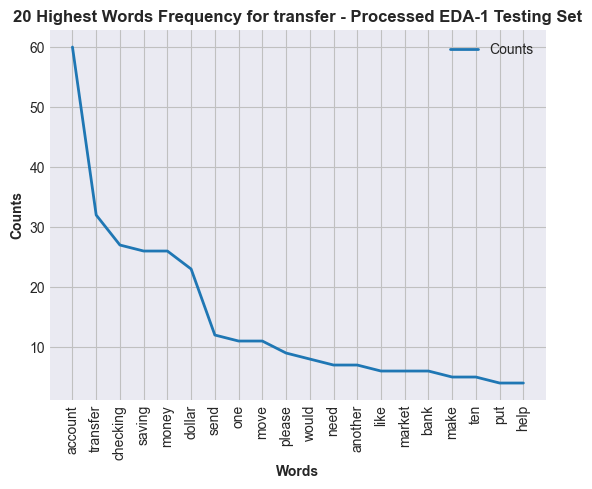 20 Highest Words Frequency for transfer - Processed EDA-1 Testing Set
Counts
60
50
40
30
20
10
Counts
account
transfer
checking
saving
money
dollar
send
one
move
please
would
need
another
like
market
bank
make
ten
put
help
Words